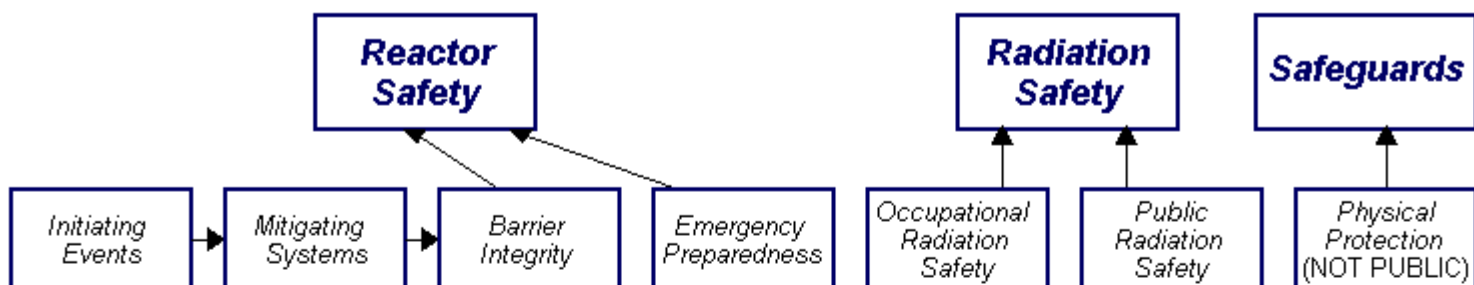 Reactor
Safety
Radiation
Safety
Safeguards
Initiating
Events
Mitigating
Systems
Barrier
Integrity
Emergency
Preparedness
Occupational
Radiation
Safety
Public
Radiation
Safety
Physical
Protection
(NOT PUBLIC)